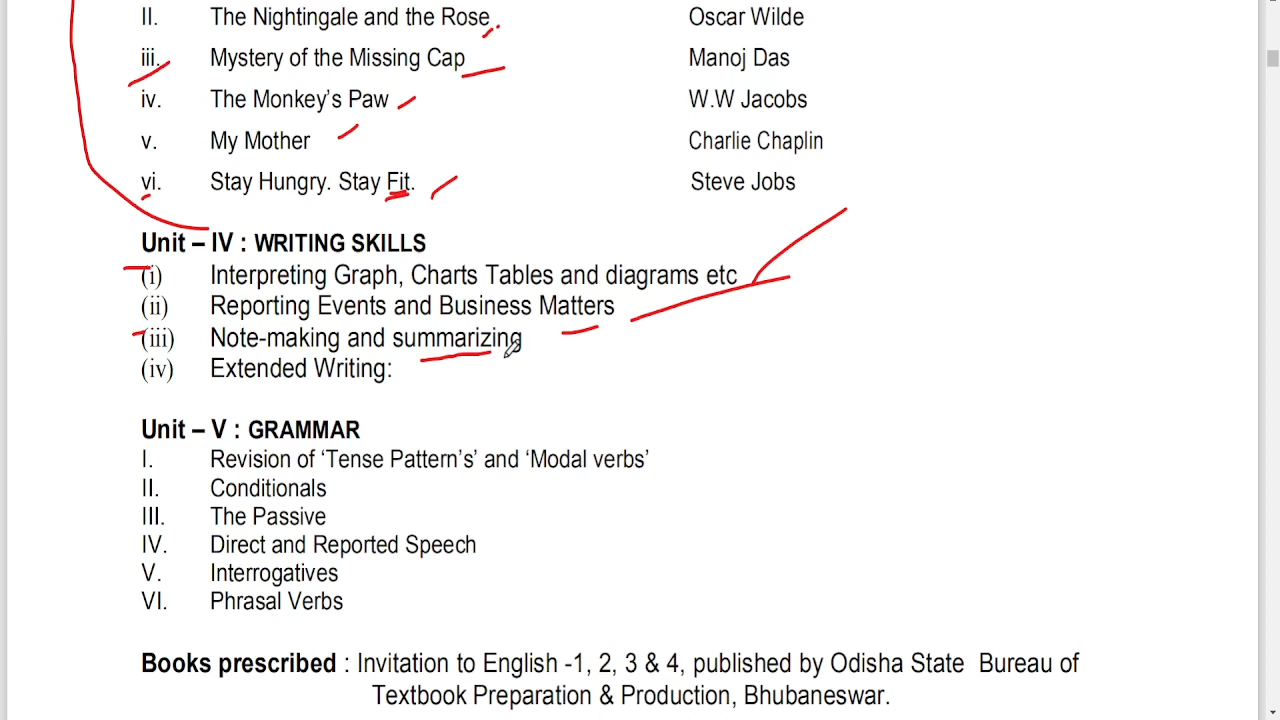 II. The Nightingale and the Rose Oscar Wilde
iii. Mystery of the Missing Cap Manoj Das
iv. The Monkey's Paw W.W Jacobs
v. My Mother Charlie Chaplin
vi. Stay Hungry. Stay Fit. Steve Jobs
Unit – IV : WRITING SKILLS
(i) Interpreting Graph, Charts Tables and diagrams etc
(ii) Reporting Events and Business Matters
(iii) Note-making and summarizing
(iv) Extended Writing:
Unit – V : GRAMMAR
I. Revision of 'Tense Pattern's' and 'Modal verbs'
II. Conditionals
III. The Passive
IV. Direct and Reported Speech
V. Interrogatives
VI. Phrasal Verbs
Books prescribed : Invitation to English -1, 2, 3 & 4, published by Odisha State Bureau of
Textbook Preparation & Production, Bhubaneswar.